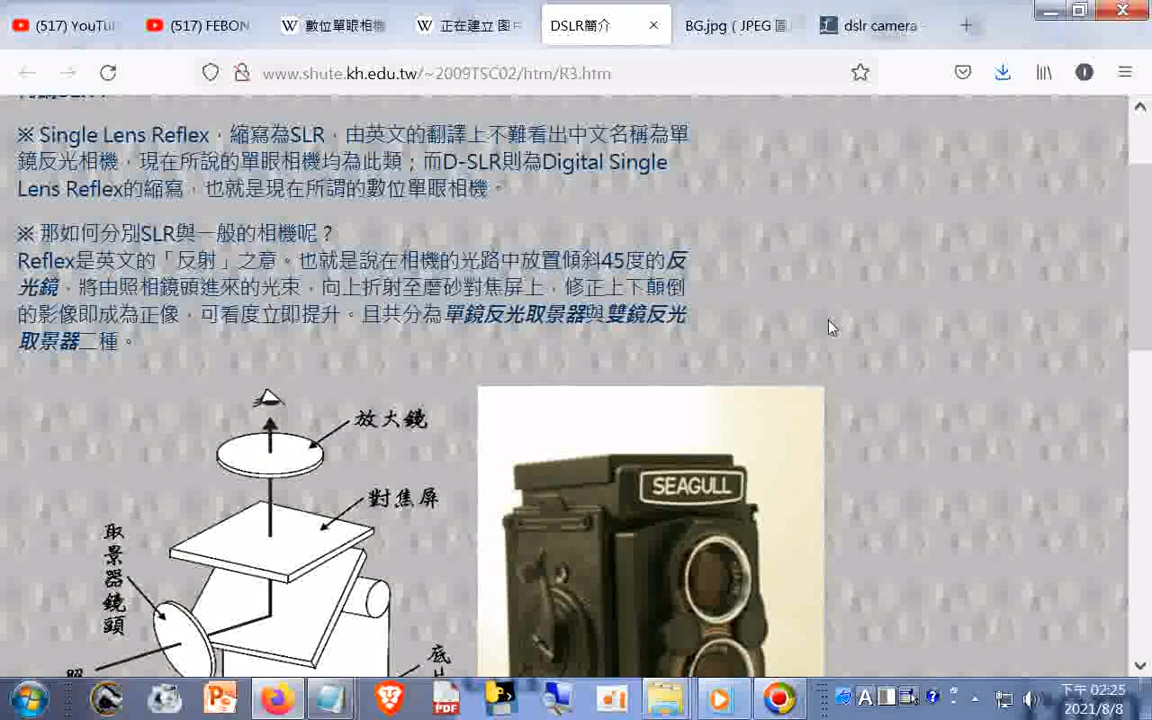 (517) YouTu
(517) FEBON
數位單眼相機
正在建立 图
DSLR簡介
BG.jpg ( JPEG 圖
dslr camera
www.shute.kh.edu.tw/~2009TSC02/htm/R3.htm
※ Single Lens Reflex，縮寫為SLR，由英文的翻譯上不難看出中文名稱為單
鏡反光相機，現在所說的單眼相機均為此類；而D-SLR則為Digital Single
Lens Reflex的縮寫，也就是現在所謂的數位單眼相機。
※ 那如何分別SLR與一般的相機呢？
Reflex是英文的「反射」之意。也就是說在相機的光路中放置傾斜45度的反
光鏡，將由照相鏡頭進來的光束，向上折射至磨砂對焦屏上，修正上下顛倒
的影像即成為正像，可看度立即提升。且共分為單鏡反光取景器與雙鏡反光
取景器二種。
放大鏡
對焦屏
取景器鏡頭
SEAGULL
底
下午 02:25
2021/8/8